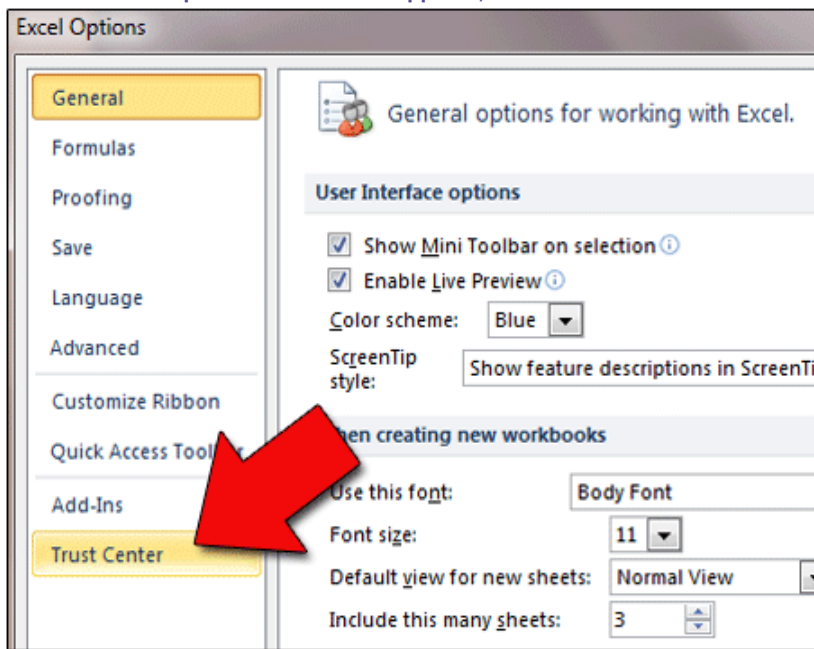 Excel Options
General
Formulas
Proofing
Save
Language
Advanced
Customize Ribbon
Quick Access
Add-Ins
Trust Center
General options for working with Excel.
User Interface options
Show Mini Toolbar on selection
Enable Live Preview
Color scheme: Blue
ScreenTip style:
Show feature descriptions in
creating new workbooks
Use this font: Body Font
Font size: 11
Default view for new sheets: Normal View
Include this many sheets: 3